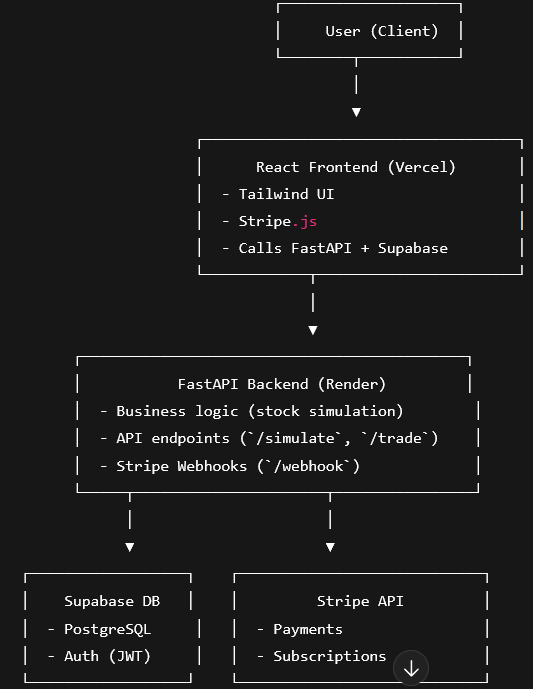 User (Client)
React Frontend (Vercel)
- Tailwind UI
- Stripe.js
- Calls FastAPI + Supabase
FastAPI Backend (Render)
- Business logic (stock simulation)
- API endpoints (`/simulate`, `/trade`)
- Stripe Webhooks (`/webhook`)
Supabase DB
- PostgreSQL
- Auth (JWT)
Stripe API
- Payments
- Subscriptions